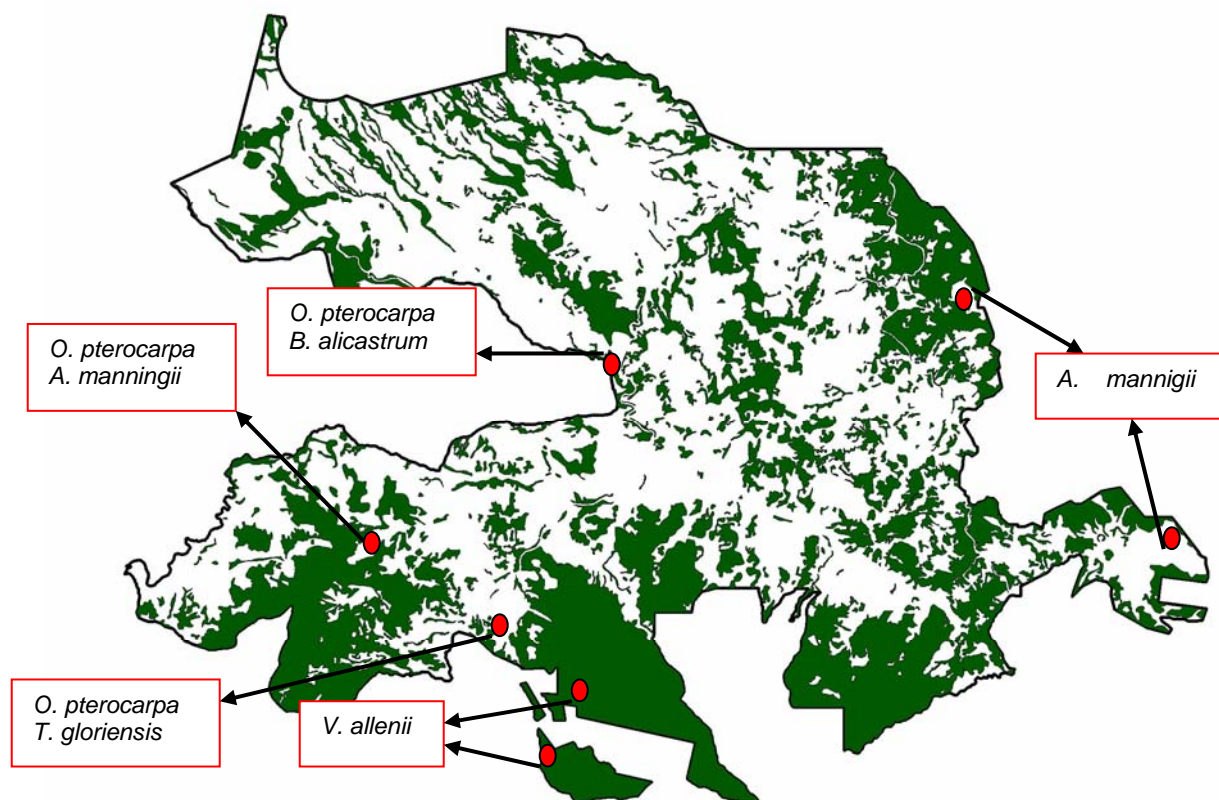 O. pterocarpa
B. alicastrum
O. pterocarpa
A. manningii
A. mannigii
O. pterocarpa
T. gloriensis
V. allenii